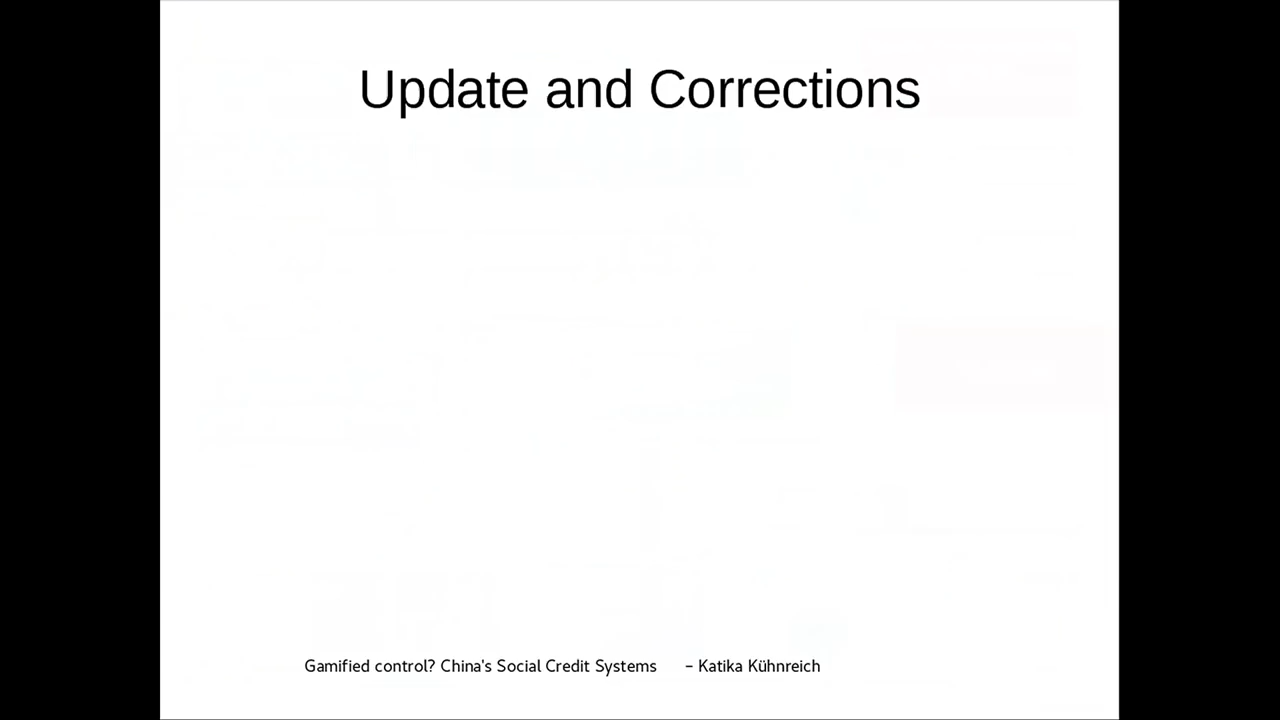 Update and Corrections
Gamified control? China's Social Credit Systems – Katika Kühnreich